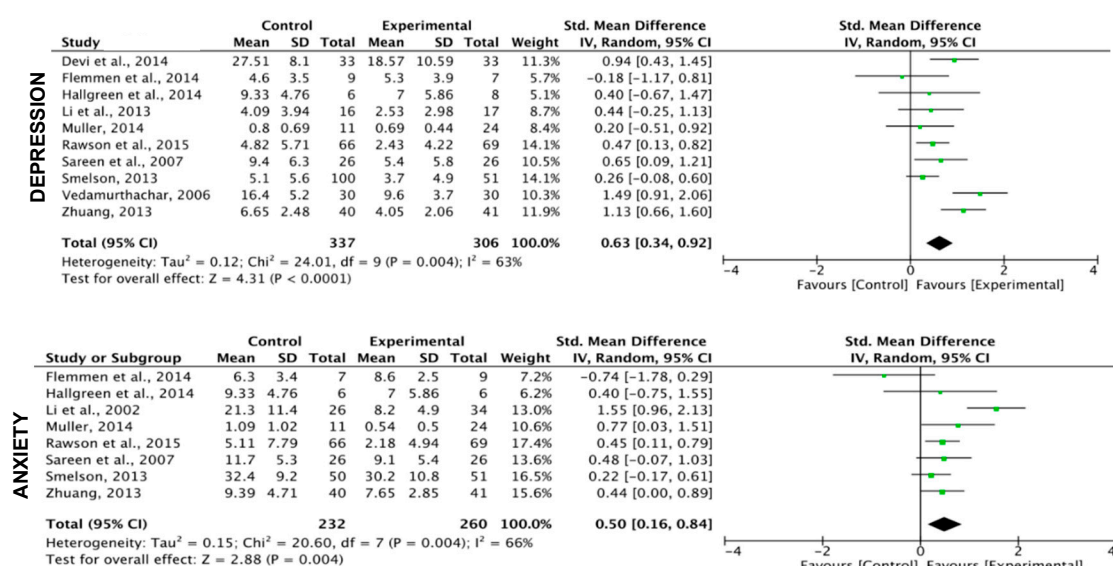 DEPRESSION
Control Experimental Std. Mean Difference Std. Mean Difference
Study Mean SD Total Mean SD Total Weight IV, Random, 95% CI IV, Random, 95% CI
Devi et al., 2014 27.51 8.1 33 18.57 10.59 33 11.3% 0.94 [0.43, 1.45]
Flemmen et al., 2014 4.6 3.5 9 5.3 3.9 7 5.7% -0.18 [-1.17, 0.81]
Hallgreen et al., 2014 9.33 4.76 6 7 5.86 8 5.1% 0.40 [-0.67, 1.47]
Li et al., 2013 4.09 3.94 16 2.53 2.98 17 8.7% 0.44 [-0.25, 1.13]
Muller, 2014 0.8 0.69 11 0.69 0.44 24 8.4% 0.20 [-0.51, 0.92]
Rawson et al., 2015 4.82 5.71 66 2.43 4.22 69 14.1% 0.47 [0.13, 0.82]
Sareen et al., 2007 9.4 6.3 26 5.4 5.8 26 10.5% 0.65 [0.09, 1.21]
Smelson, 2013 5.1 5.6 100 3.7 4.9 51 14.1% 0.26 [-0.08, 0.60]
Vedamurthachar, 2006 16.4 5.2 30 9.6 3.7 30 10.3% 1.49 [0.91, 2.06]
Zhuang, 2013 6.65 2.48 40 4.05 2.06 41 11.9% 1.13 [0.66, 1.60]
Total (95% CI) 337 306 100.0% 0.63 [0.34, 0.92]
Heterogeneity: Tau² = 0.12; Chi² = 24.01, df = 9 (P = 0.004); I² = 63%
Test for overall effect: Z = 4.31 (P < 0.0001)
-4 -2 0 2 4
Favours [Control] Favours [Experimental]
ANXIETY
Control Experimental Std. Mean Difference Std. Mean Difference
Study or Subgroup Mean SD Total Mean SD Total Weight IV, Random, 95% CI IV, Random, 95% CI
Flemmen et al., 2014 6.3 3.4 7 8.6 2.5 9 7.2% -0.74 [-1.78, 0.29]
Hallgreen et al., 2014 9.33 4.76 6 7 5.86 6 6.2% 0.40 [-0.75, 1.55]
Li et al., 2002 21.3 11.4 26 8.2 4.9 34 13.0% 1.55 [0.96, 2.13]
Muller, 2014 1.09 1.02 11 0.54 0.5 24 10.6% 0.77 [0.03, 1.51]
Rawson et al., 2015 5.11 7.79 66 2.18 4.94 69 17.4% 0.45 [0.11, 0.79]
Sareen et al., 2007 11.7 5.3 26 9.1 5.4 26 13.6% 0.48 [-0.07, 1.03]
Smelson, 2013 32.4 9.2 50 30.2 10.8 51 16.5% 0.22 [-0.17, 0.61]
Zhuang, 2013 9.39 4.71 40 7.65 2.85 41 15.6% 0.44 [0.00, 0.89]
Total (95% CI) 232 260 100.0% 0.50 [0.16, 0.84]
Heterogeneity: Tau² = 0.15; Chi² = 20.60, df = 7 (P = 0.004); I² = 66%
Test for overall effect: Z = 2.88 (P = 0.004)
-4 -2 0 2 4
Favours [Control] Favours [Experimental]